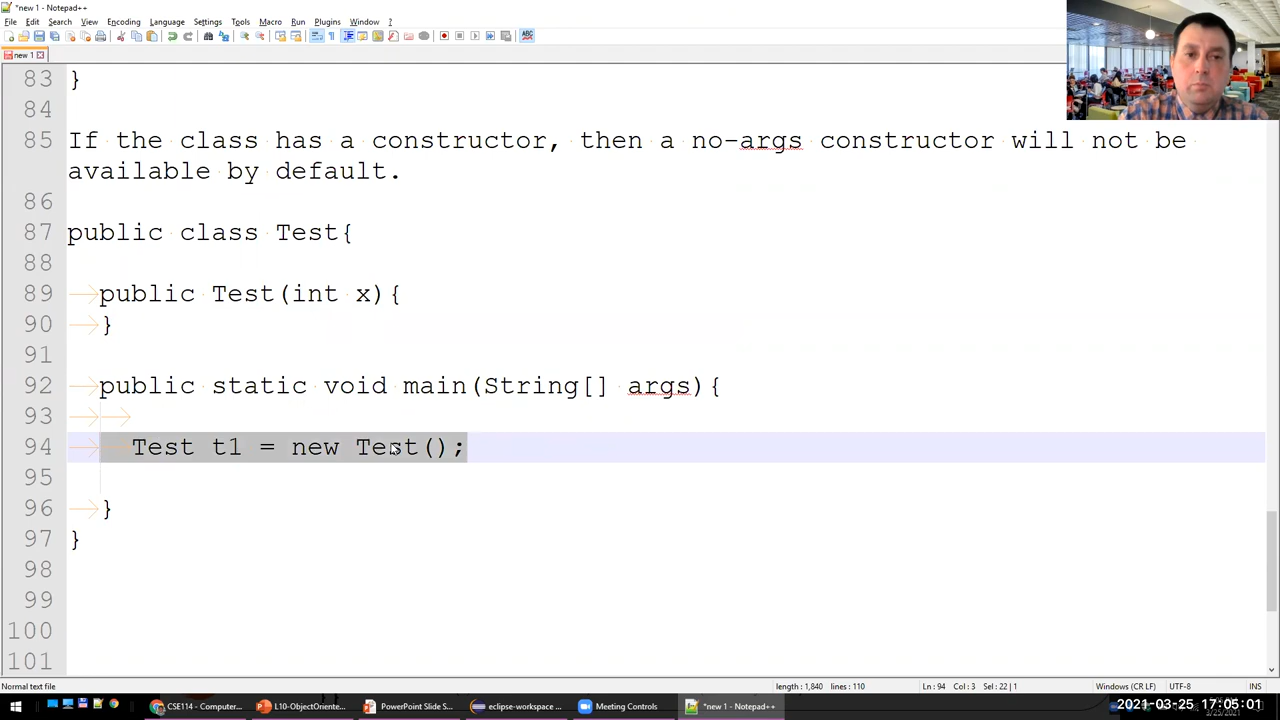 *new 1 - Notepad++
File Edit Search View Encoding Language Settings Tools Macro Run Plugins Window ?
new 1
83 }
84
85 If the class has a constructor, then a no-args constructor will not be
available by default.
86
87 public class Test{
88
89 public Test(int x){
90 }
91
92 public static void main(String[] args){
93
94 Test t1 = new Test();
95
96 }
97 }
98
99
100
101
Normal text file length : 1,840 lines : 110 Ln : 94 Col : 3 Sel : 22 | 1 Windows (CR LF) UTF-8 INS
CSE114 - Computer... L10-ObjectOriente... PowerPoint Slide S... eclipse-workspace ... Meeting Controls *new 1 - Notepad++
2021-03-25 17:05:01